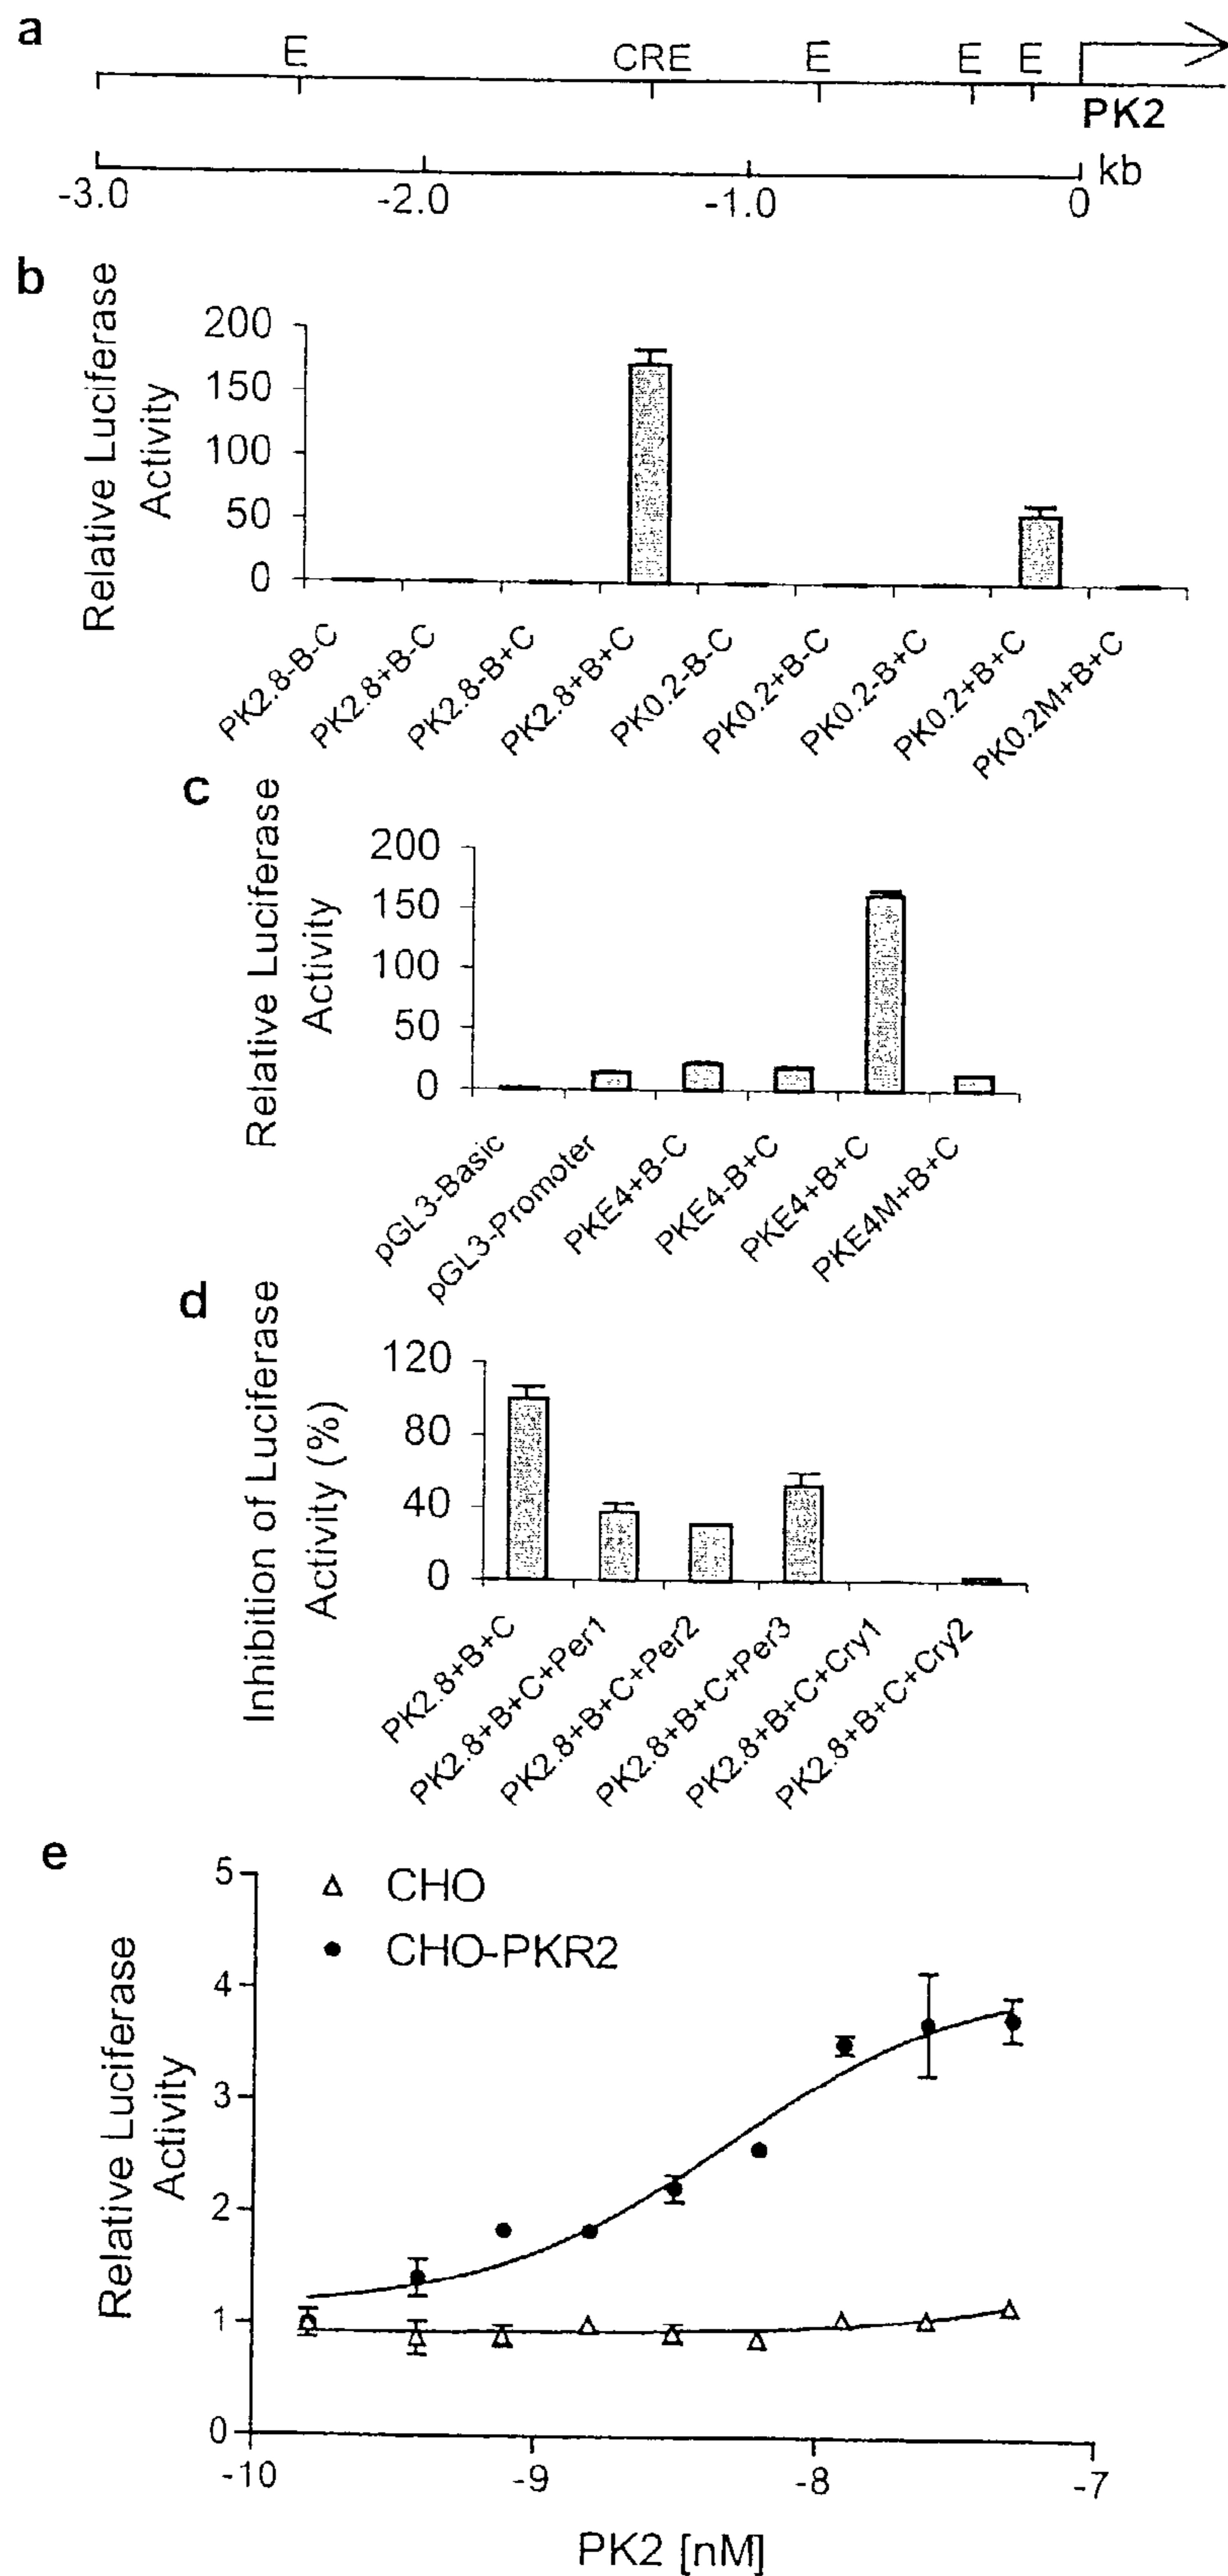 a
E CRE E E E
PK2
kb
-3.0 -2.0 -1.0 0
b
Relative Luciferase
Activity
200
150
100
50
0
PK2.8-B-C
PK2.8+B-C
PK2.8-B+C
PK2.8+B+C
PK0.2-B-C
PK0.2+B-C
PK0.2-B+C
PK0.2+B+C
PK0.2M+B+C
c
Relative Luciferase
Activity
200
150
100
50
0
pGL3-Basic
pGL3-Promoter
PKE4+B-C
PKE4-B+C
PKE4+B+C
PKE4M+B+C
d
Inhibition of Luciferase
Activity (%)
120
80
40
0
PK2.8+B+C
PK2.8+B+C+Per1
PK2.8+B+C+Per2
PK2.8+B+C+Per3
PK2.8+B+C+Cry1
PK2.8+B+C+Cry2
e
Relative Luciferase
Activity
5
4
3
2
1
0
CHO
CHO-PKR2
-10 -9 -8 -7
PK2 [nM]